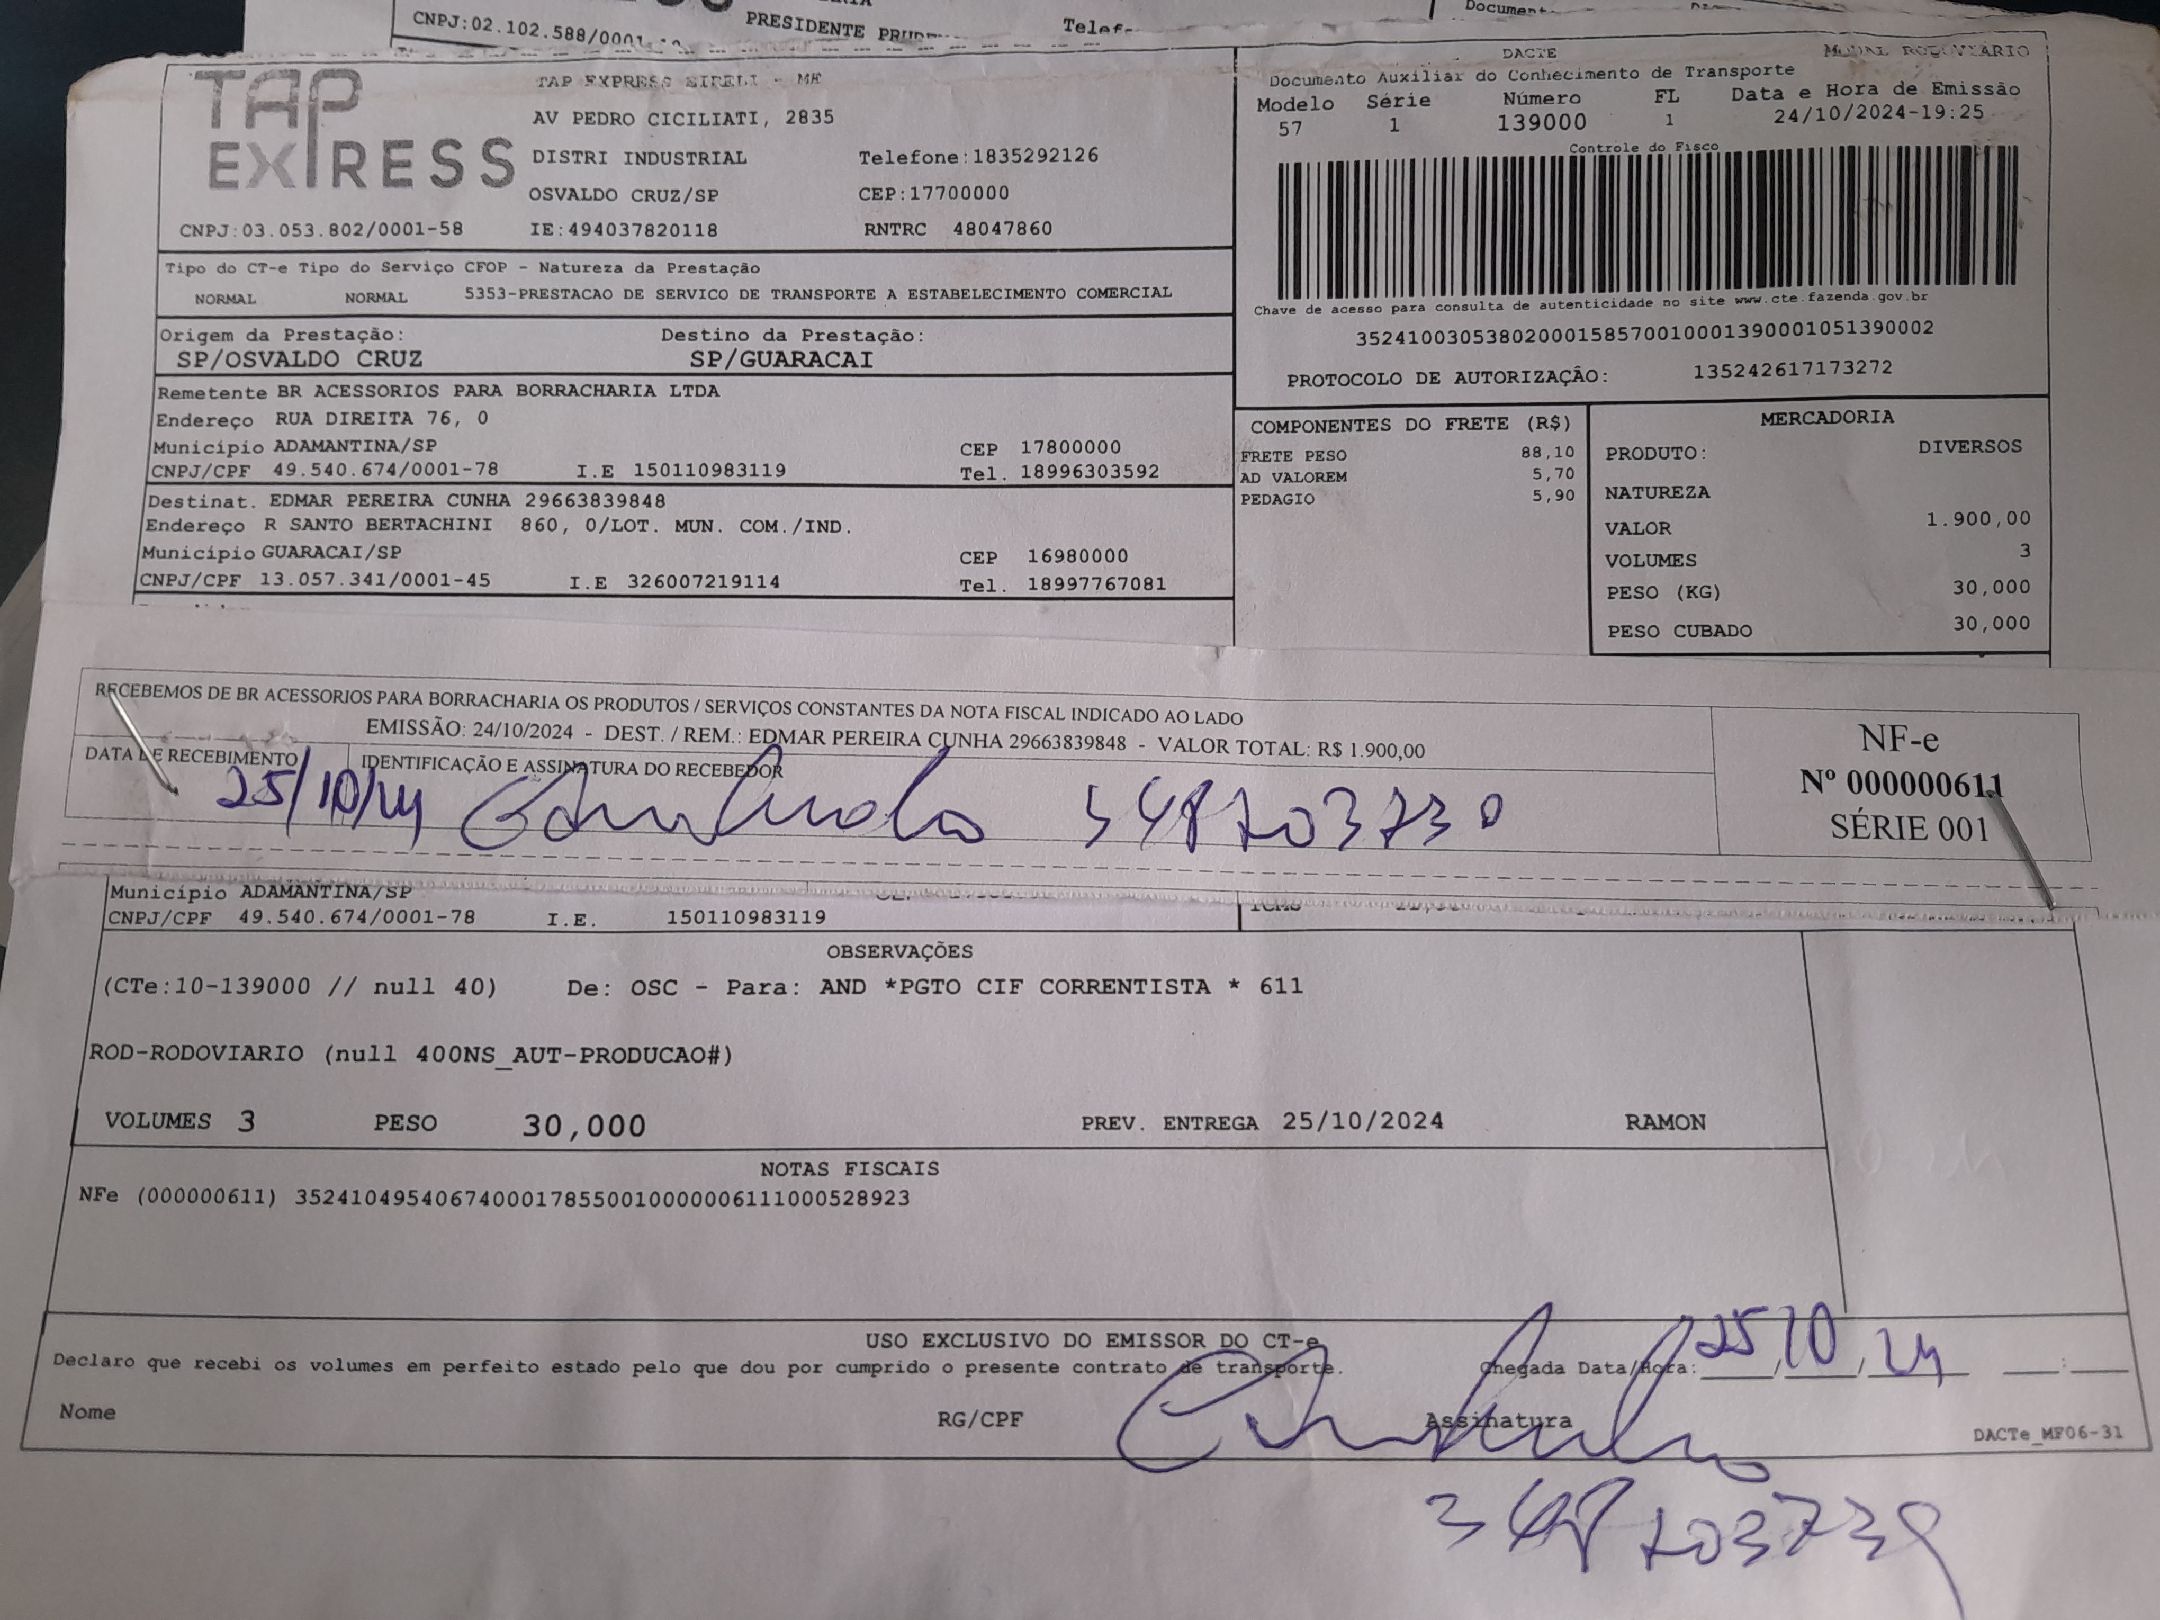 CNPJ:02.102.588/0001
PRESIDENTE
TAP EXPRESS
TAP EXPRESS EIRELI - ME
AV PEDRO CICILIATI, 2835
DISTRI INDUSTRIAL Telefone:1835292126
OSVALDO CRUZ/SP CEP:17700000
CNPJ:03.053.802/0001-58 IE:494037820118 RNTRC 48047860
DACTE MODAL RODOVIARIO
Documento Auxiliar do Conhecimento de Transporte
Modelo Série Número FL Data e Hora de Emissão
57 1 139000 1 24/10/2024-19:25
Controle do Fisco
Chave de acesso para consulta de autenticidade no site www.cte.fazenda.gov.br
35241003053802000158570010001390001051390002
PROTOCOLO DE AUTORIZAÇÃO: 135242617173272
Tipo do CT-e Tipo do Serviço CFOP - Natureza da Prestação
NORMAL NORMAL 5353-PRESTACAO DE SERVICO DE TRANSPORTE A ESTABELECIMENTO COMERCIAL
Origem da Prestação: Destino da Prestação:
SP/OSVALDO CRUZ SP/GUARACAI
Remetente BR ACESSORIOS PARA BORRACHARIA LTDA
Endereço RUA DIREITA 76, 0
Município ADAMANTINA/SP CEP 17800000
CNPJ/CPF 49.540.674/0001-78 I.E 150110983119 Tel. 18996303592
Destinat. EDMAR PEREIRA CUNHA 29663839848
Endereço R SANTO BERTACHINI 860, 0/LOT. MUN. COM./IND.
Município GUARACAI/SP CEP 16980000
CNPJ/CPF 13.057.341/0001-45 I.E 326007219114 Tel. 18997767081
COMPONENTES DO FRETE (R$)
FRETE PESO 88,10
AD VALOREM 5,70
PEDAGIO 5,90
MERCADORIA
PRODUTO: DIVERSOS
NATUREZA
VALOR 1.900,00
VOLUMES 3
PESO (KG) 30,000
PESO CUBADO 30,000
RECEBEMOS DE BR ACESSORIOS PARA BORRACHARIA OS PRODUTOS / SERVIÇOS CONSTANTES DA NOTA FISCAL INDICADO AO LADO
EMISSÃO: 24/10/2024 - DEST. / REM.: EDMAR PEREIRA CUNHA 29663839848 - VALOR TOTAL: R$ 1.900,00
DATA DE RECEBIMENTO IDENTIFICAÇÃO E ASSINATURA DO RECEBEDOR
25/10/24
NF-e
Nº 000000611
SÉRIE 001
Município ADAMANTINA/SP
CNPJ/CPF 49.540.674/0001-78 I.E. 150110983119
OBSERVAÇÕES
(CTe:10-139000 // null 40) De: OSC - Para: AND *PGTO CIF CORRENTISTA * 611
ROD-RODOVIARIO (null 400NS_AUT-PRODUCAO#)
VOLUMES 3 PESO 30,000 PREV. ENTREGA 25/10/2024 RAMON
NOTAS FISCAIS
NFe (000000611) 35241049540674000178550010000006111000528923
USO EXCLUSIVO DO EMISSOR DO CT-e
Declaro que recebi os volumes em perfeito estado pelo que dou por cumprido o presente contrato de transporte. Chegada Data/Hora: 25/10/24
Nome RG/CPF Assinatura
DACTe_MF06-31